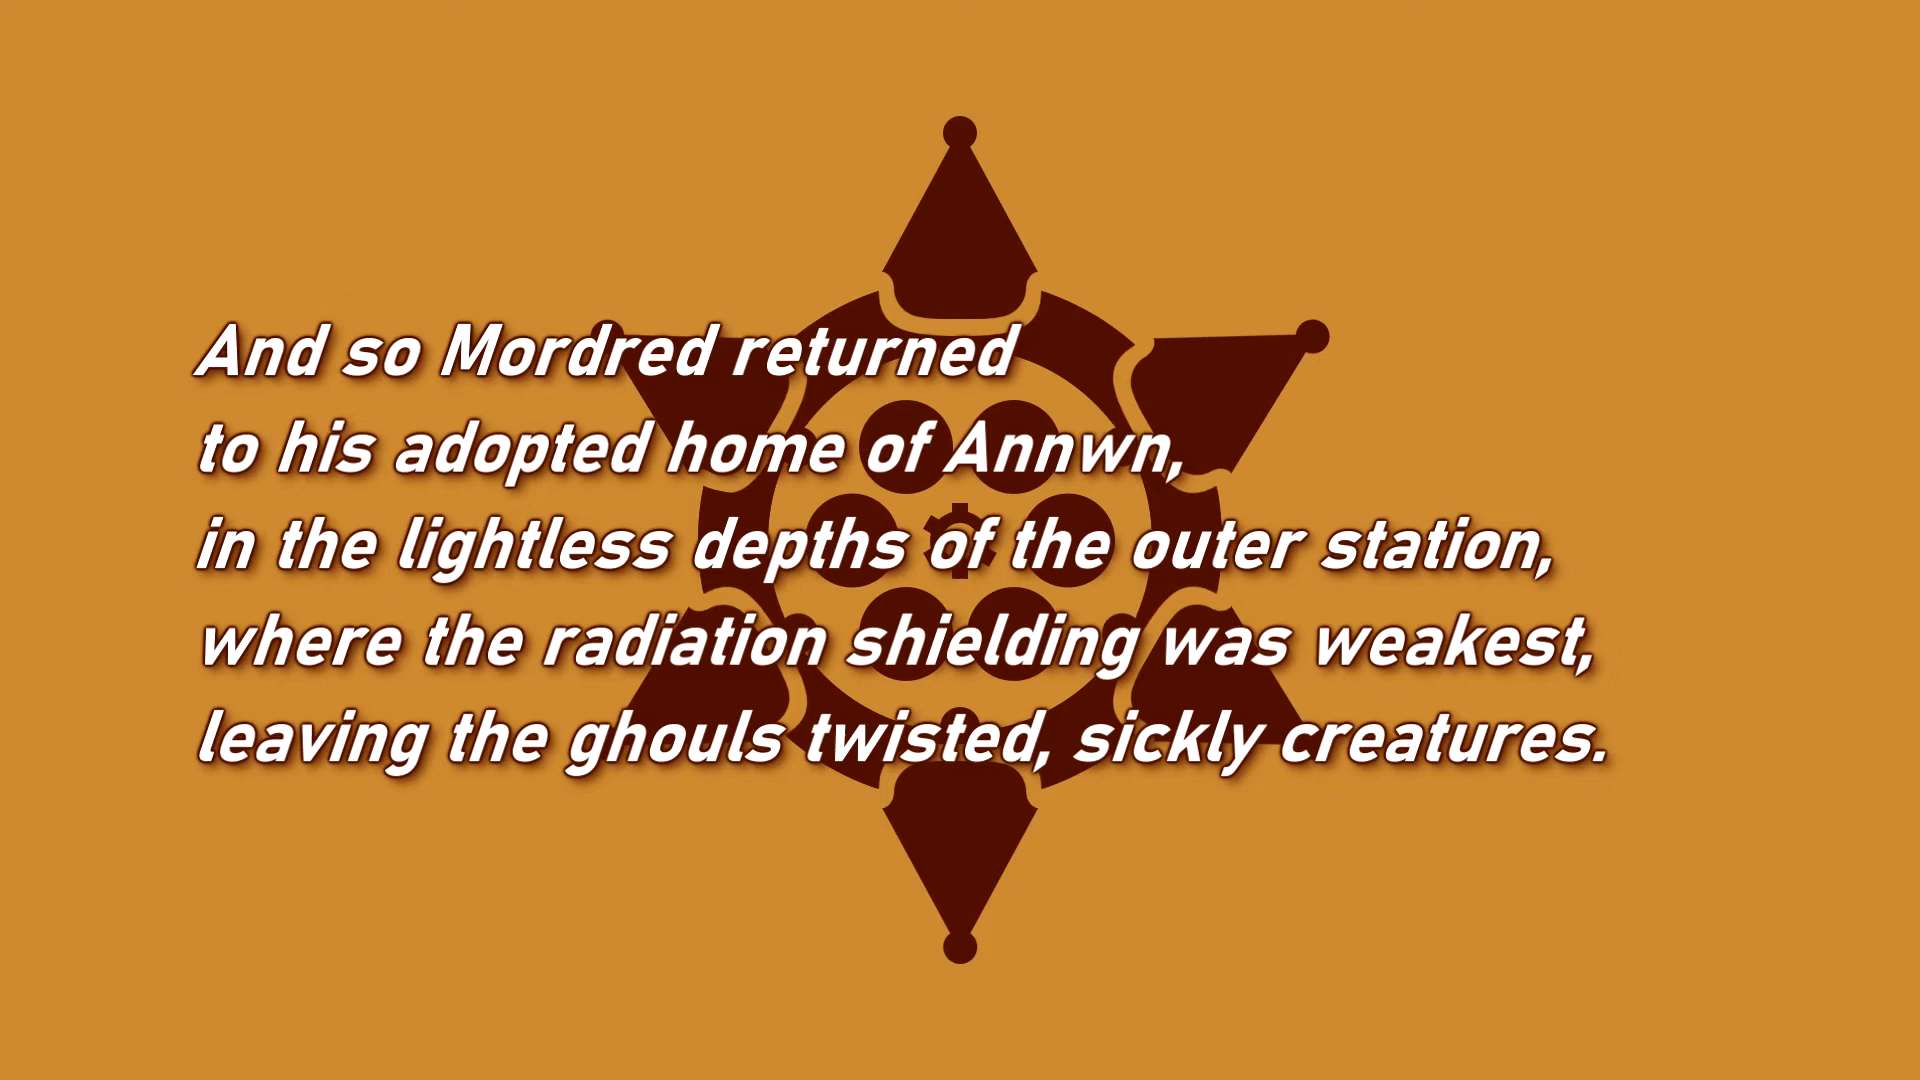 And so Mordred returned
to his adopted home of Annwn,
in the lightless depths of the outer station,
where the radiation shielding was weakest,
leaving the ghouls twisted, sickly creatures.